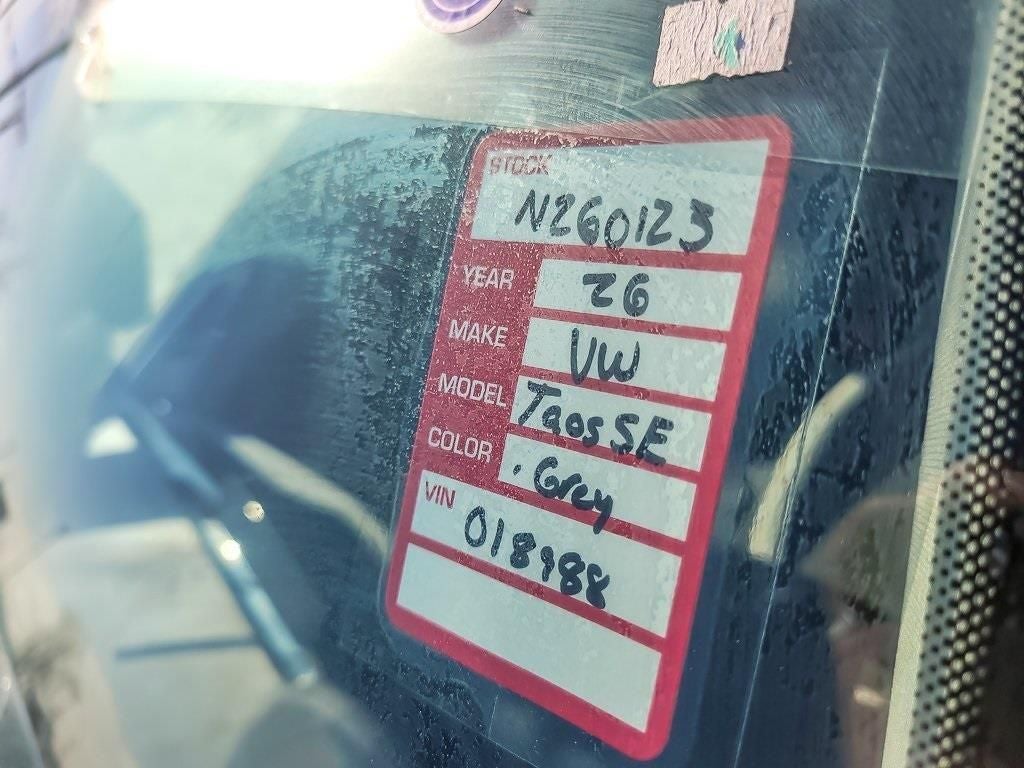 STOCK
N260123
YEAR 26
MAKE VW
MODEL Taos SE
COLOR Grey
VIN 018988